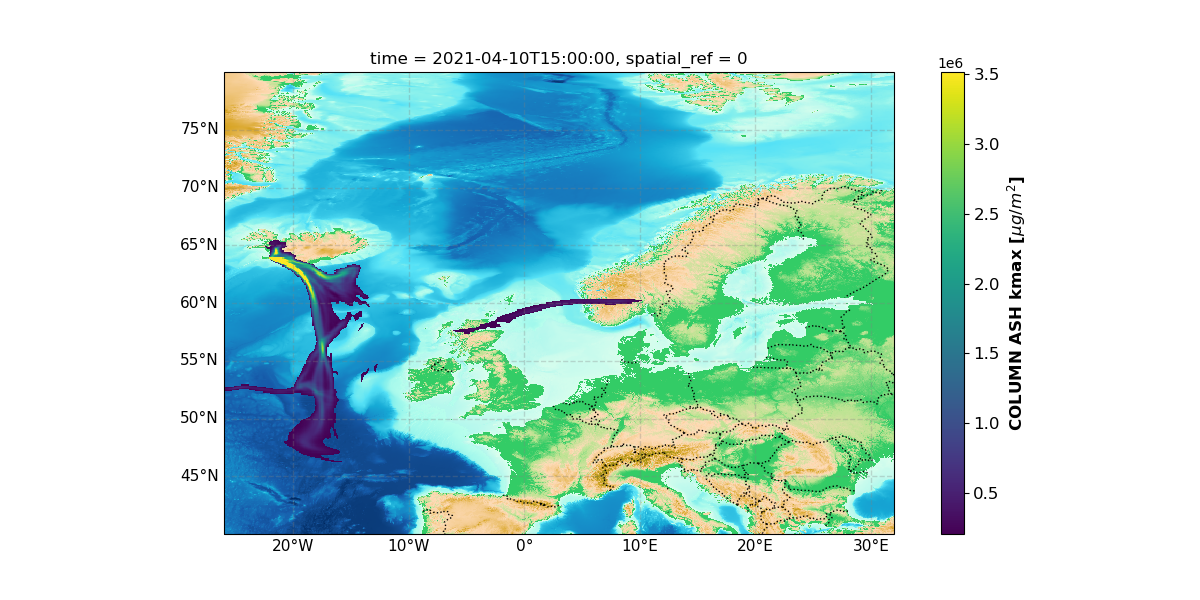 time = 2021-04-10T15:00:00, spatial_ref = 0
1e6
75°N
70°N
65°N
60°N
55°N
50°N
45°N
20°W
10°W
0°
10°E
20°E
30°E
3.5
3.0
2.5
2.0
1.5
1.0
0.5
COLUMN ASH kmax [μg/m²]